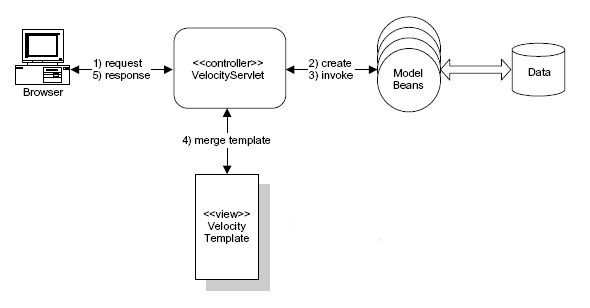 Browser
1) request
5) response
<<controller>>
VelocityServlet
2) create
3) invoke
Model
Beans
Data
4) merge template
<<view>>
Velocity
Template